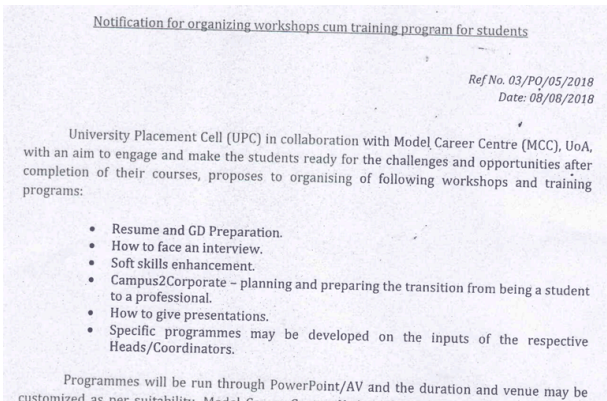 Notification for organizing workshops cum training program for students
Ref No. 03/PO/05/2018
Date: 08/08/2018
University Placement Cell (UPC) in collaboration with Model Career Centre (MCC), UoA,
with an aim to engage and make the students ready for the challenges and opportunities after
completion of their courses, proposes to organising of following workshops and training
programs:
• Resume and GD Preparation.
• How to face an interview.
• Soft skills enhancement.
• Campus2Corporate – planning and preparing the transition from being a student
to a professional.
• How to give presentations.
• Specific programmes may be developed on the inputs of the respective
Heads/Coordinators.
Programmes will be run through PowerPoint/AV and the duration and venue may be
customized as per suitability. Model